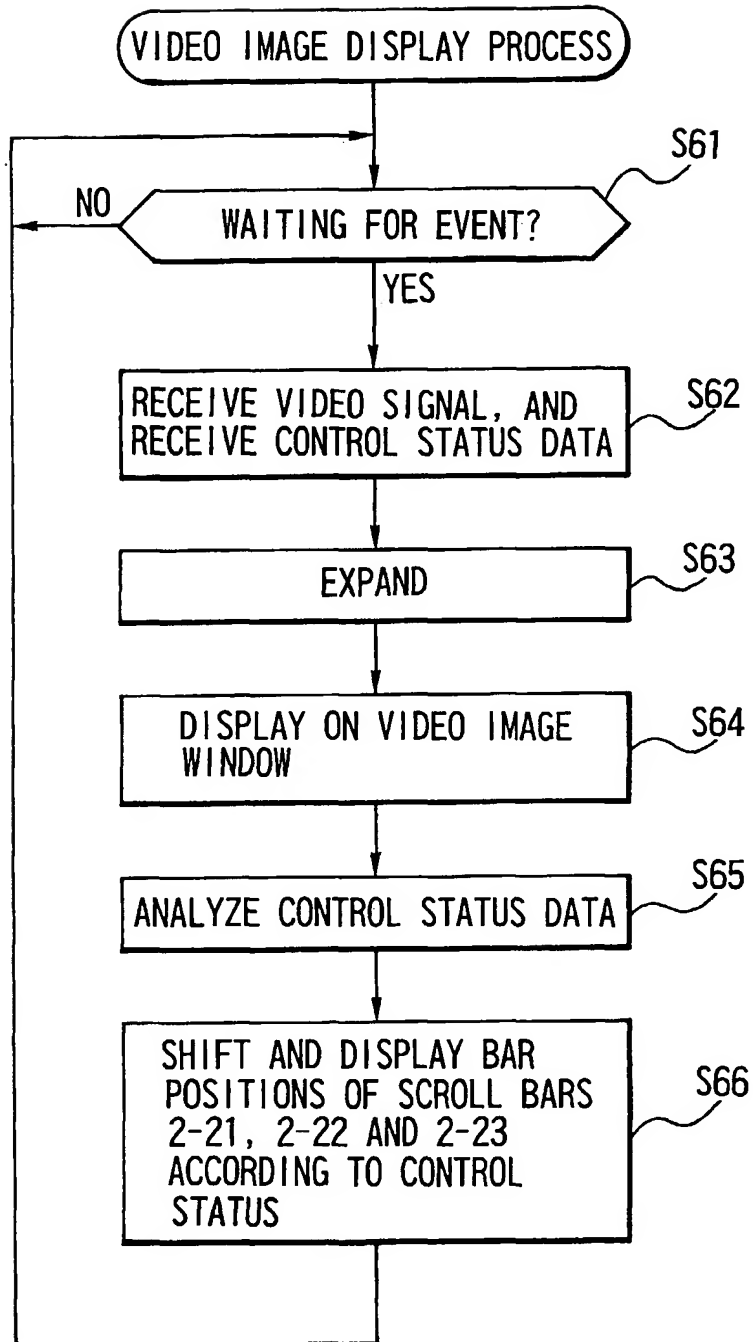 VIDEO IMAGE DISPLAY PROCESS
S61
NO
WAITING FOR EVENT?
YES
S62
RECEIVE VIDEO SIGNAL, AND
RECEIVE CONTROL STATUS DATA
S63
EXPAND
S64
DISPLAY ON VIDEO IMAGE
WINDOW
S65
ANALYZE CONTROL STATUS DATA
S66
SHIFT AND DISPLAY BAR
POSITIONS OF SCROLL BARS
2-21, 2-22 AND 2-23
ACCORDING TO CONTROL
STATUS